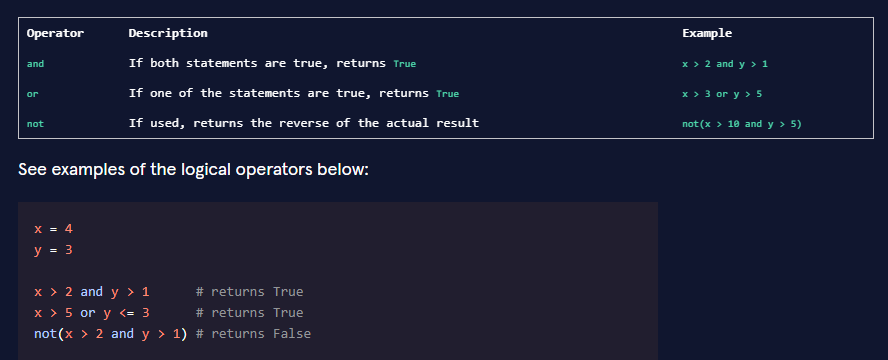 Operator Description Example
and If both statements are true, returns True x > 2 and y > 1
or If one of the statements are true, returns True x > 3 or y > 5
not If used, returns the reverse of the actual result not(x > 10 and y > 5)
See examples of the logical operators below:
x = 4
y = 3
x > 2 and y > 1 # returns True
x > 5 or y <= 3 # returns True
not(x > 2 and y > 1) # returns False